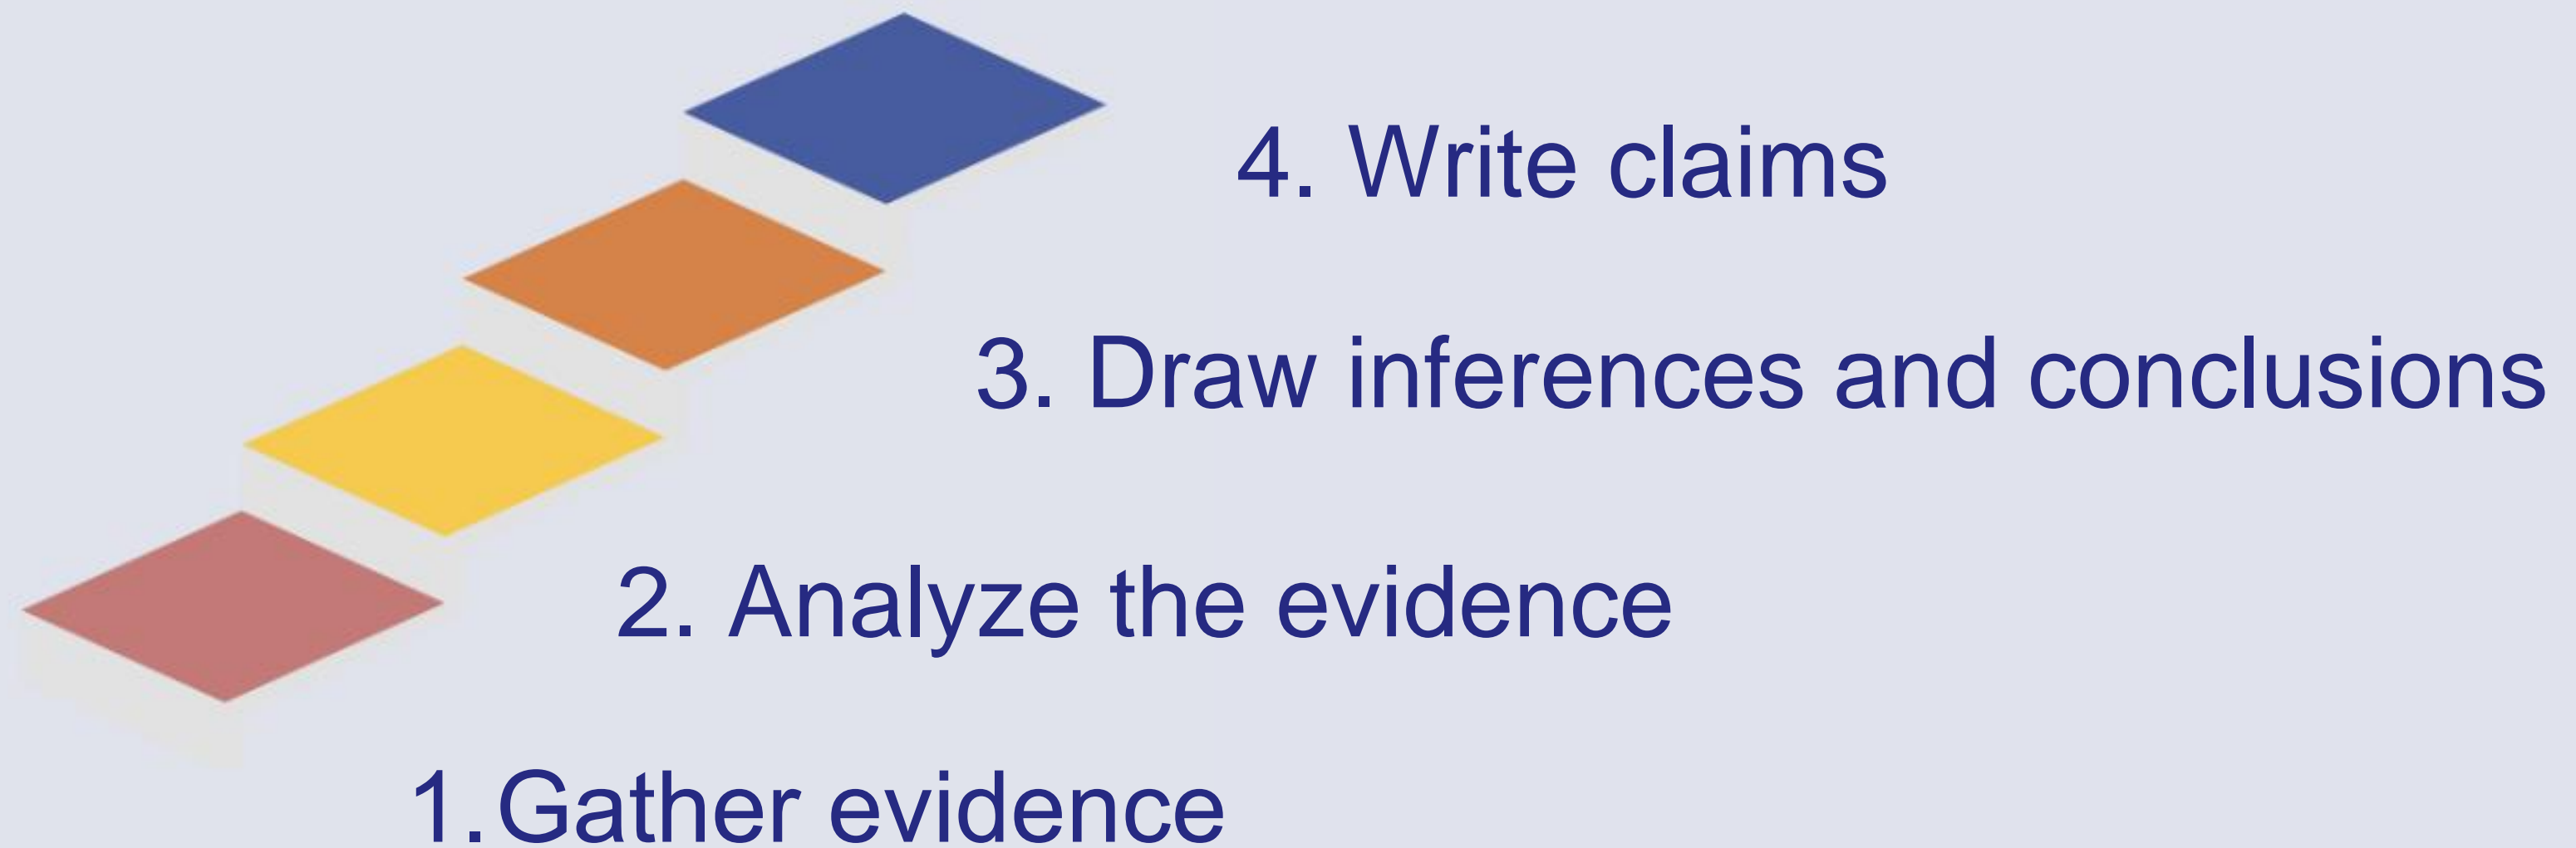 4. Write claims
3. Draw inferences and conclusions
2. Analyze the evidence
1.Gather evidence